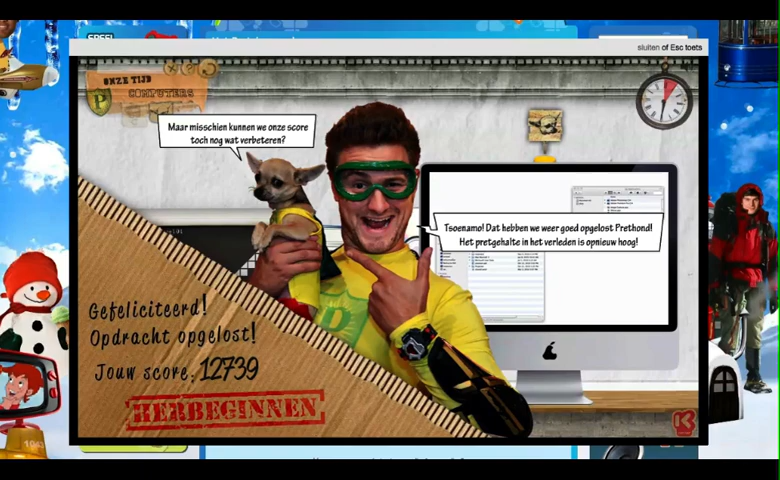 SPEEL
sluiten of Esc toets
ONZE TIJD
COMPUTERS
P
Maar misschien kunnen we onze score
toch nog wat verbeteren?
Tsoenamo! Dat hebben we weer goed opgelost Prethond!
Het pretgehalte in het verleden is opnieuw hoog!
Gefeliciteerd!
Opdracht opgelost!
Jouw score: 12739
HERBEGINNEN
K